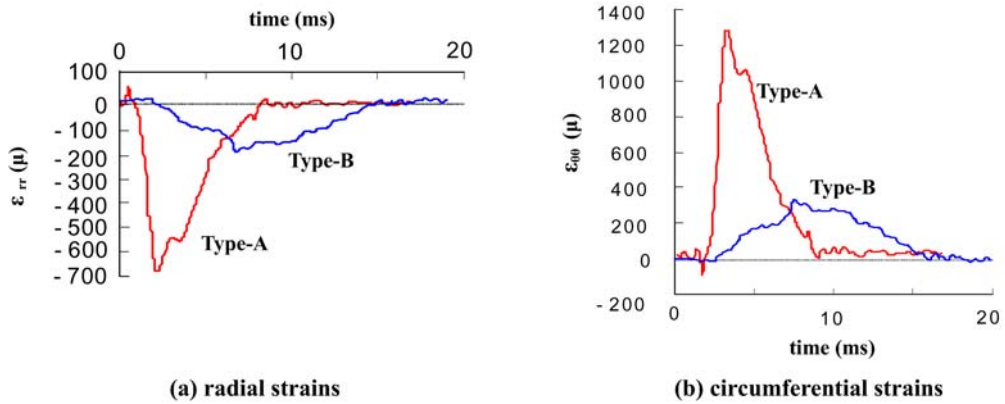 time (ms)
0 10 20
100
0
- 100
- 200
- 300
- 400
- 500
- 600
- 700
ε rr (μ)
Type-B
Type-A
(a) radial strains
1400
1200
1000
800
600
400
200
0
- 200
ε θθ (μ)
Type-A
Type-B
0 10 20
time (ms)
(b) circumferential strains